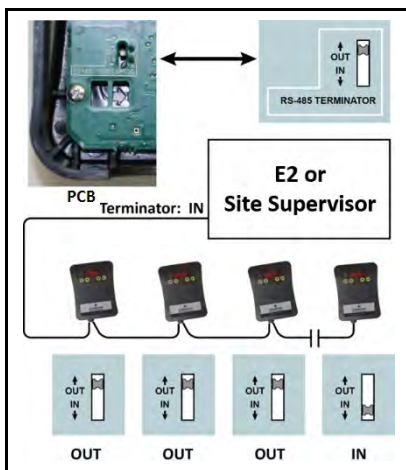 OUT
IN
RS-485 TERMINATOR
PCB
Terminator: IN
E2 or
Site Supervisor
OUT
IN
OUT
IN
OUT
IN
OUT
IN
OUT
OUT
OUT
IN